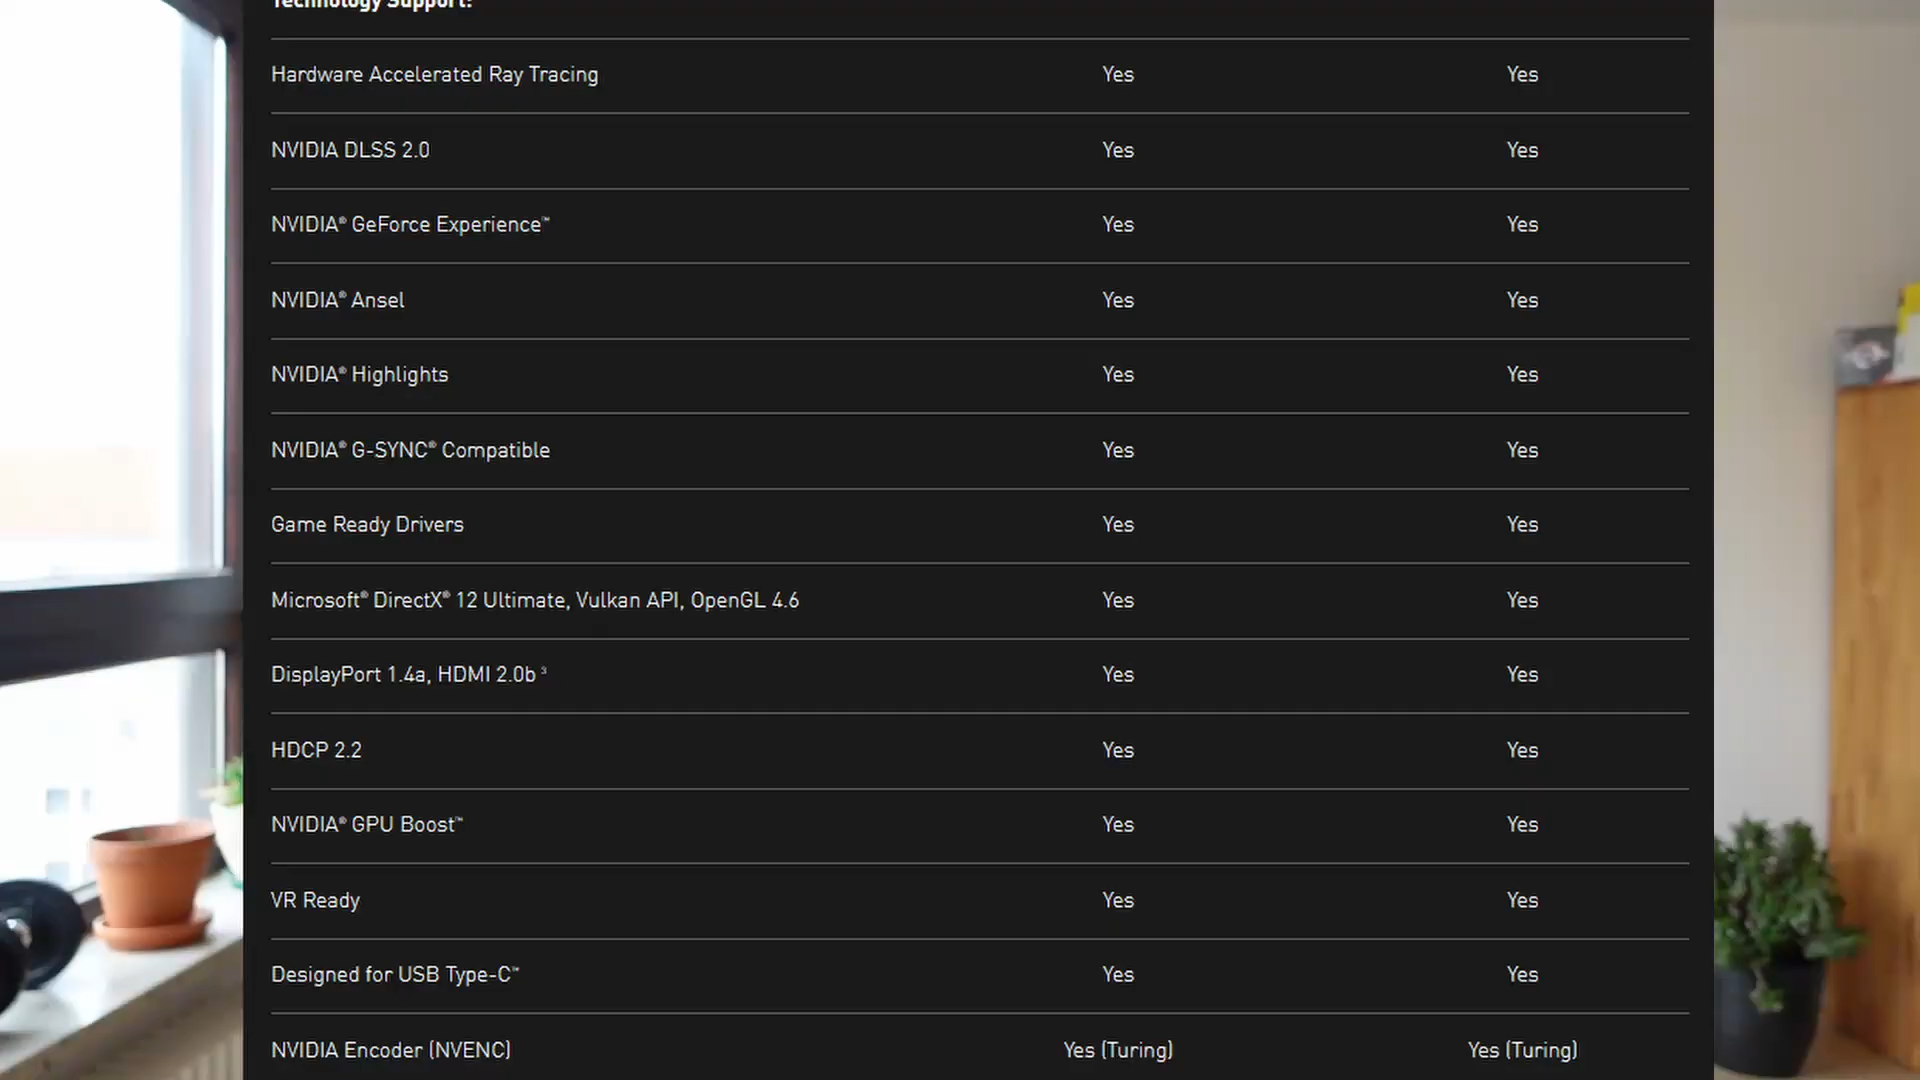 Technology Support:
Hardware Accelerated Ray Tracing Yes Yes
NVIDIA DLSS 2.0 Yes Yes
NVIDIA® GeForce Experience™ Yes Yes
NVIDIA® Ansel Yes Yes
NVIDIA® Highlights Yes Yes
NVIDIA® G-SYNC® Compatible Yes Yes
Game Ready Drivers Yes Yes
Microsoft® DirectX® 12 Ultimate, Vulkan API, OpenGL 4.6 Yes Yes
DisplayPort 1.4a, HDMI 2.0b ³ Yes Yes
HDCP 2.2 Yes Yes
NVIDIA® GPU Boost™ Yes Yes
VR Ready Yes Yes
Designed for USB Type-C™ Yes Yes
NVIDIA Encoder (NVENC) Yes (Turing) Yes (Turing)